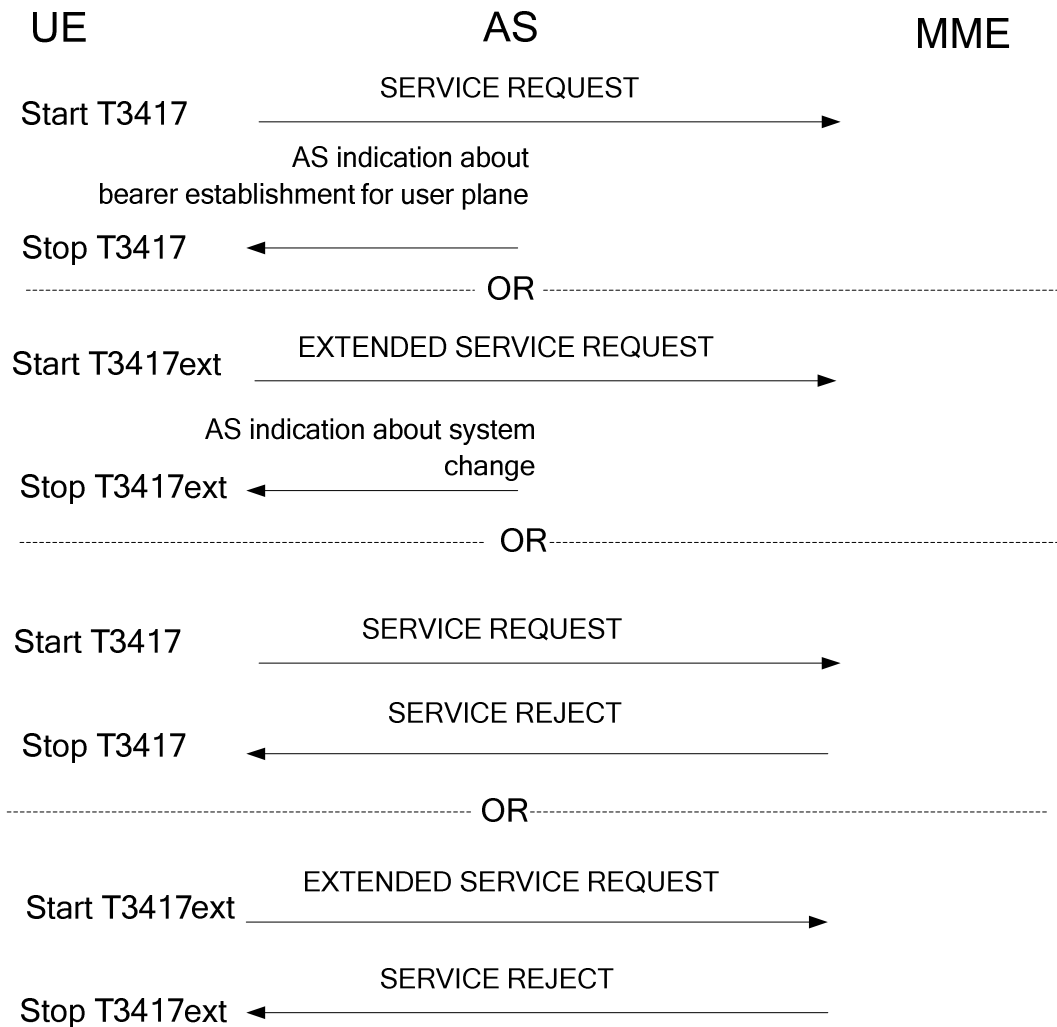 UE AS MME
SERVICE REQUEST
Start T3417
AS indication about
bearer establishment for user plane
Stop T3417
OR
EXTENDED SERVICE REQUEST
Start T3417ext
AS indication about system
change
Stop T3417ext
OR
SERVICE REQUEST
Start T3417
SERVICE REJECT
Stop T3417
OR
EXTENDED SERVICE REQUEST
Start T3417ext
SERVICE REJECT
Stop T3417ext